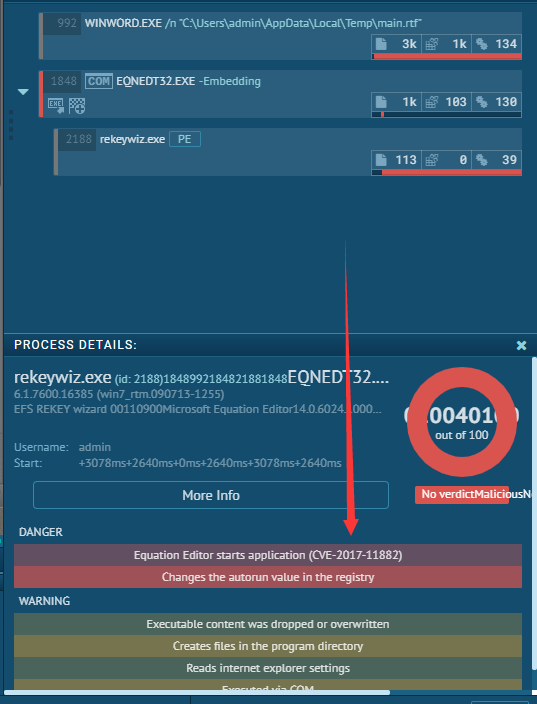 992 WINWORD.EXE /n "C:\Users\admin\AppData\Local\Temp\main.rtf"
3k 1k 134
1848 COM EQNEDT32.EXE -Embedding
EXE
1k 103 130
2188 rekeywiz.exe PE
113 0 39
PROCESS DETAILS:
rekeywiz.exe (id: 2188)1848992184821881848EQNEDT32....
6.1.7600.16385 (win7_rtm.090713-1255)
EFS REKEY wizard 00110900Microsoft Equation Editor14.0.6024.1000...
out of 100
Username: admin
Start: +3078ms+2640ms+0ms+2640ms+3078ms+2640ms
More Info
No verdictMaliciousNo
DANGER
Equation Editor starts application (CVE-2017-11882)
Changes the autorun value in the registry
WARNING
Executable content was dropped or overwritten
Creates files in the program directory
Reads internet explorer settings
Executed via COM